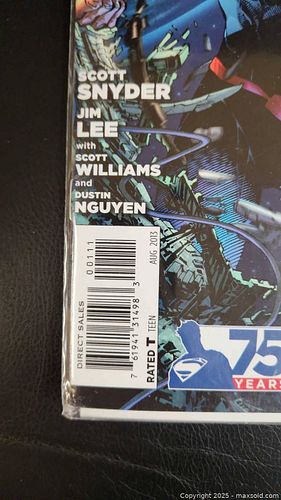 SCOTT
SNYDER
JIM
LEE
with
SCOTT
WILLIAMS
and
DUSTIN
NGUYEN
00111
DIRECT SALES
7 61941 31498 3
RATED T TEEN AUG 2013
S
75
YEARS
Copyright 2025 - maxsold.com